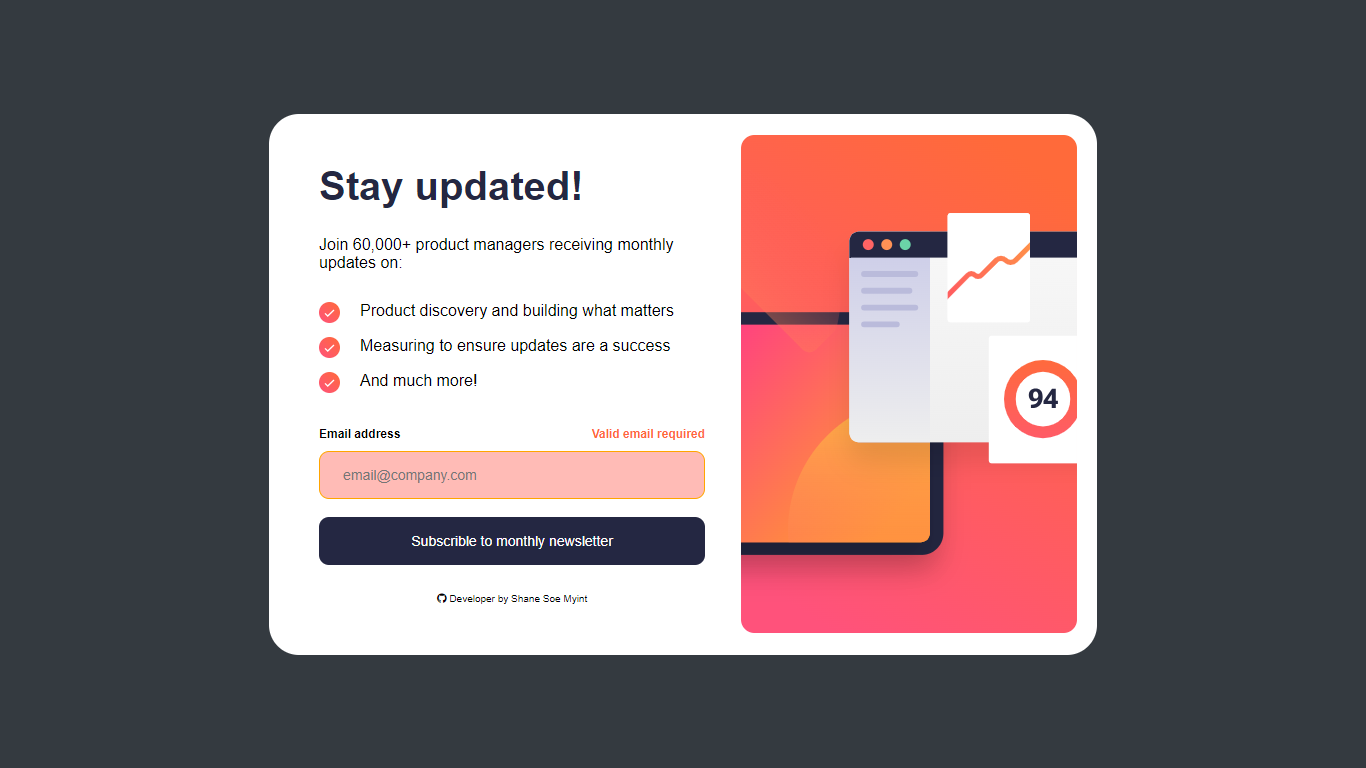 Stay updated!
Join 60,000+ product managers receiving monthly
updates on:
Product discovery and building what matters
Measuring to ensure updates are a success
And much more!
Email address
Valid email required
email@company.com
Subscrible to monthly newsletter
Developer by Shane Soe Myint
94